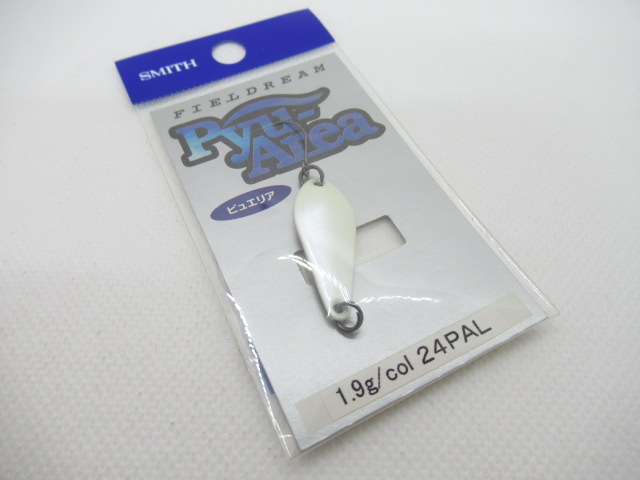 SMITH
FIELDREAM
Pyu-
Area
ピュエリア
1.9g/col 24PAL